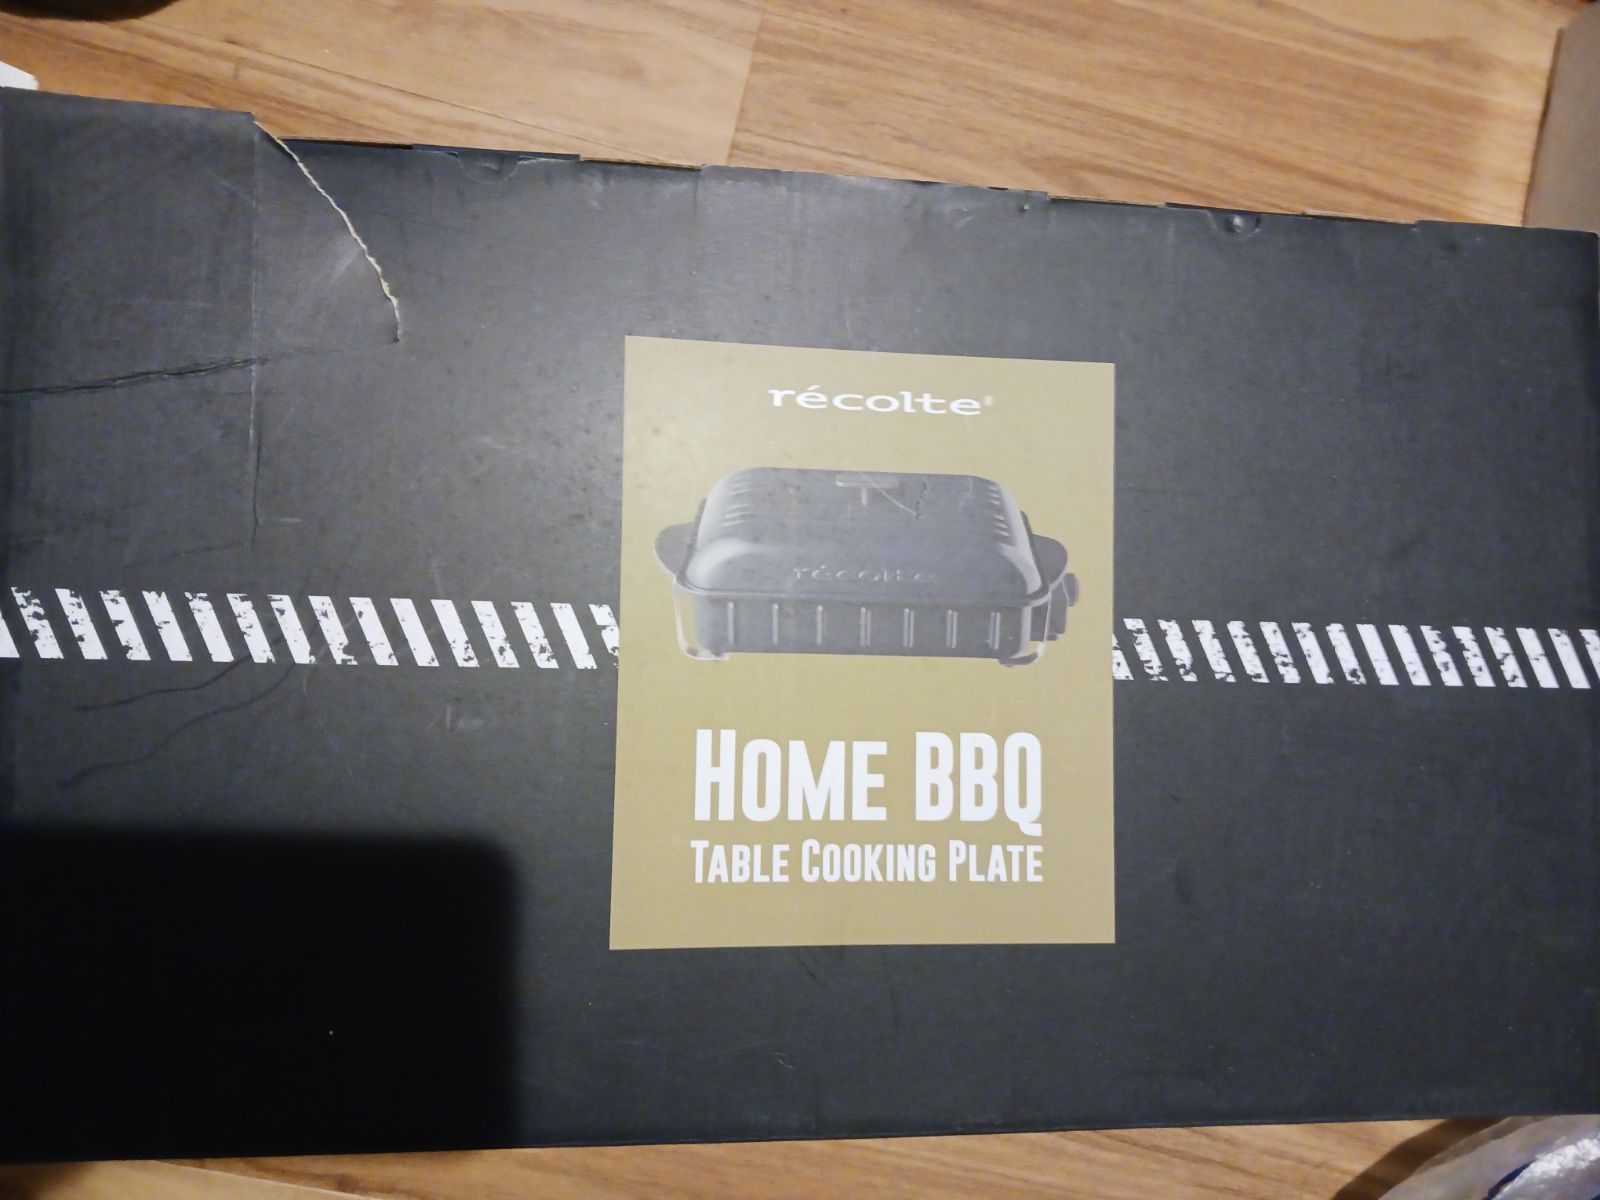 récolte®
récolte
HOME BBQ
TABLE COOKING PLATE